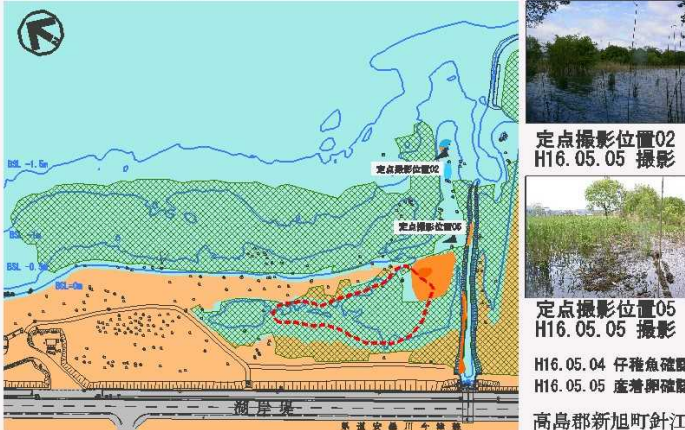 BSL -1.5m
定点撮影位置02
定点撮影位置05
BSL -1m
BSL -0.5m
BSL±0m
湖岸堤
定点撮影位置02
H16.05.05 撮影
定点撮影位置05
H16.05.05 撮影
H16.05.04 仔稚魚確認
H16.05.05 産着卵確認
高島郡新旭町針江